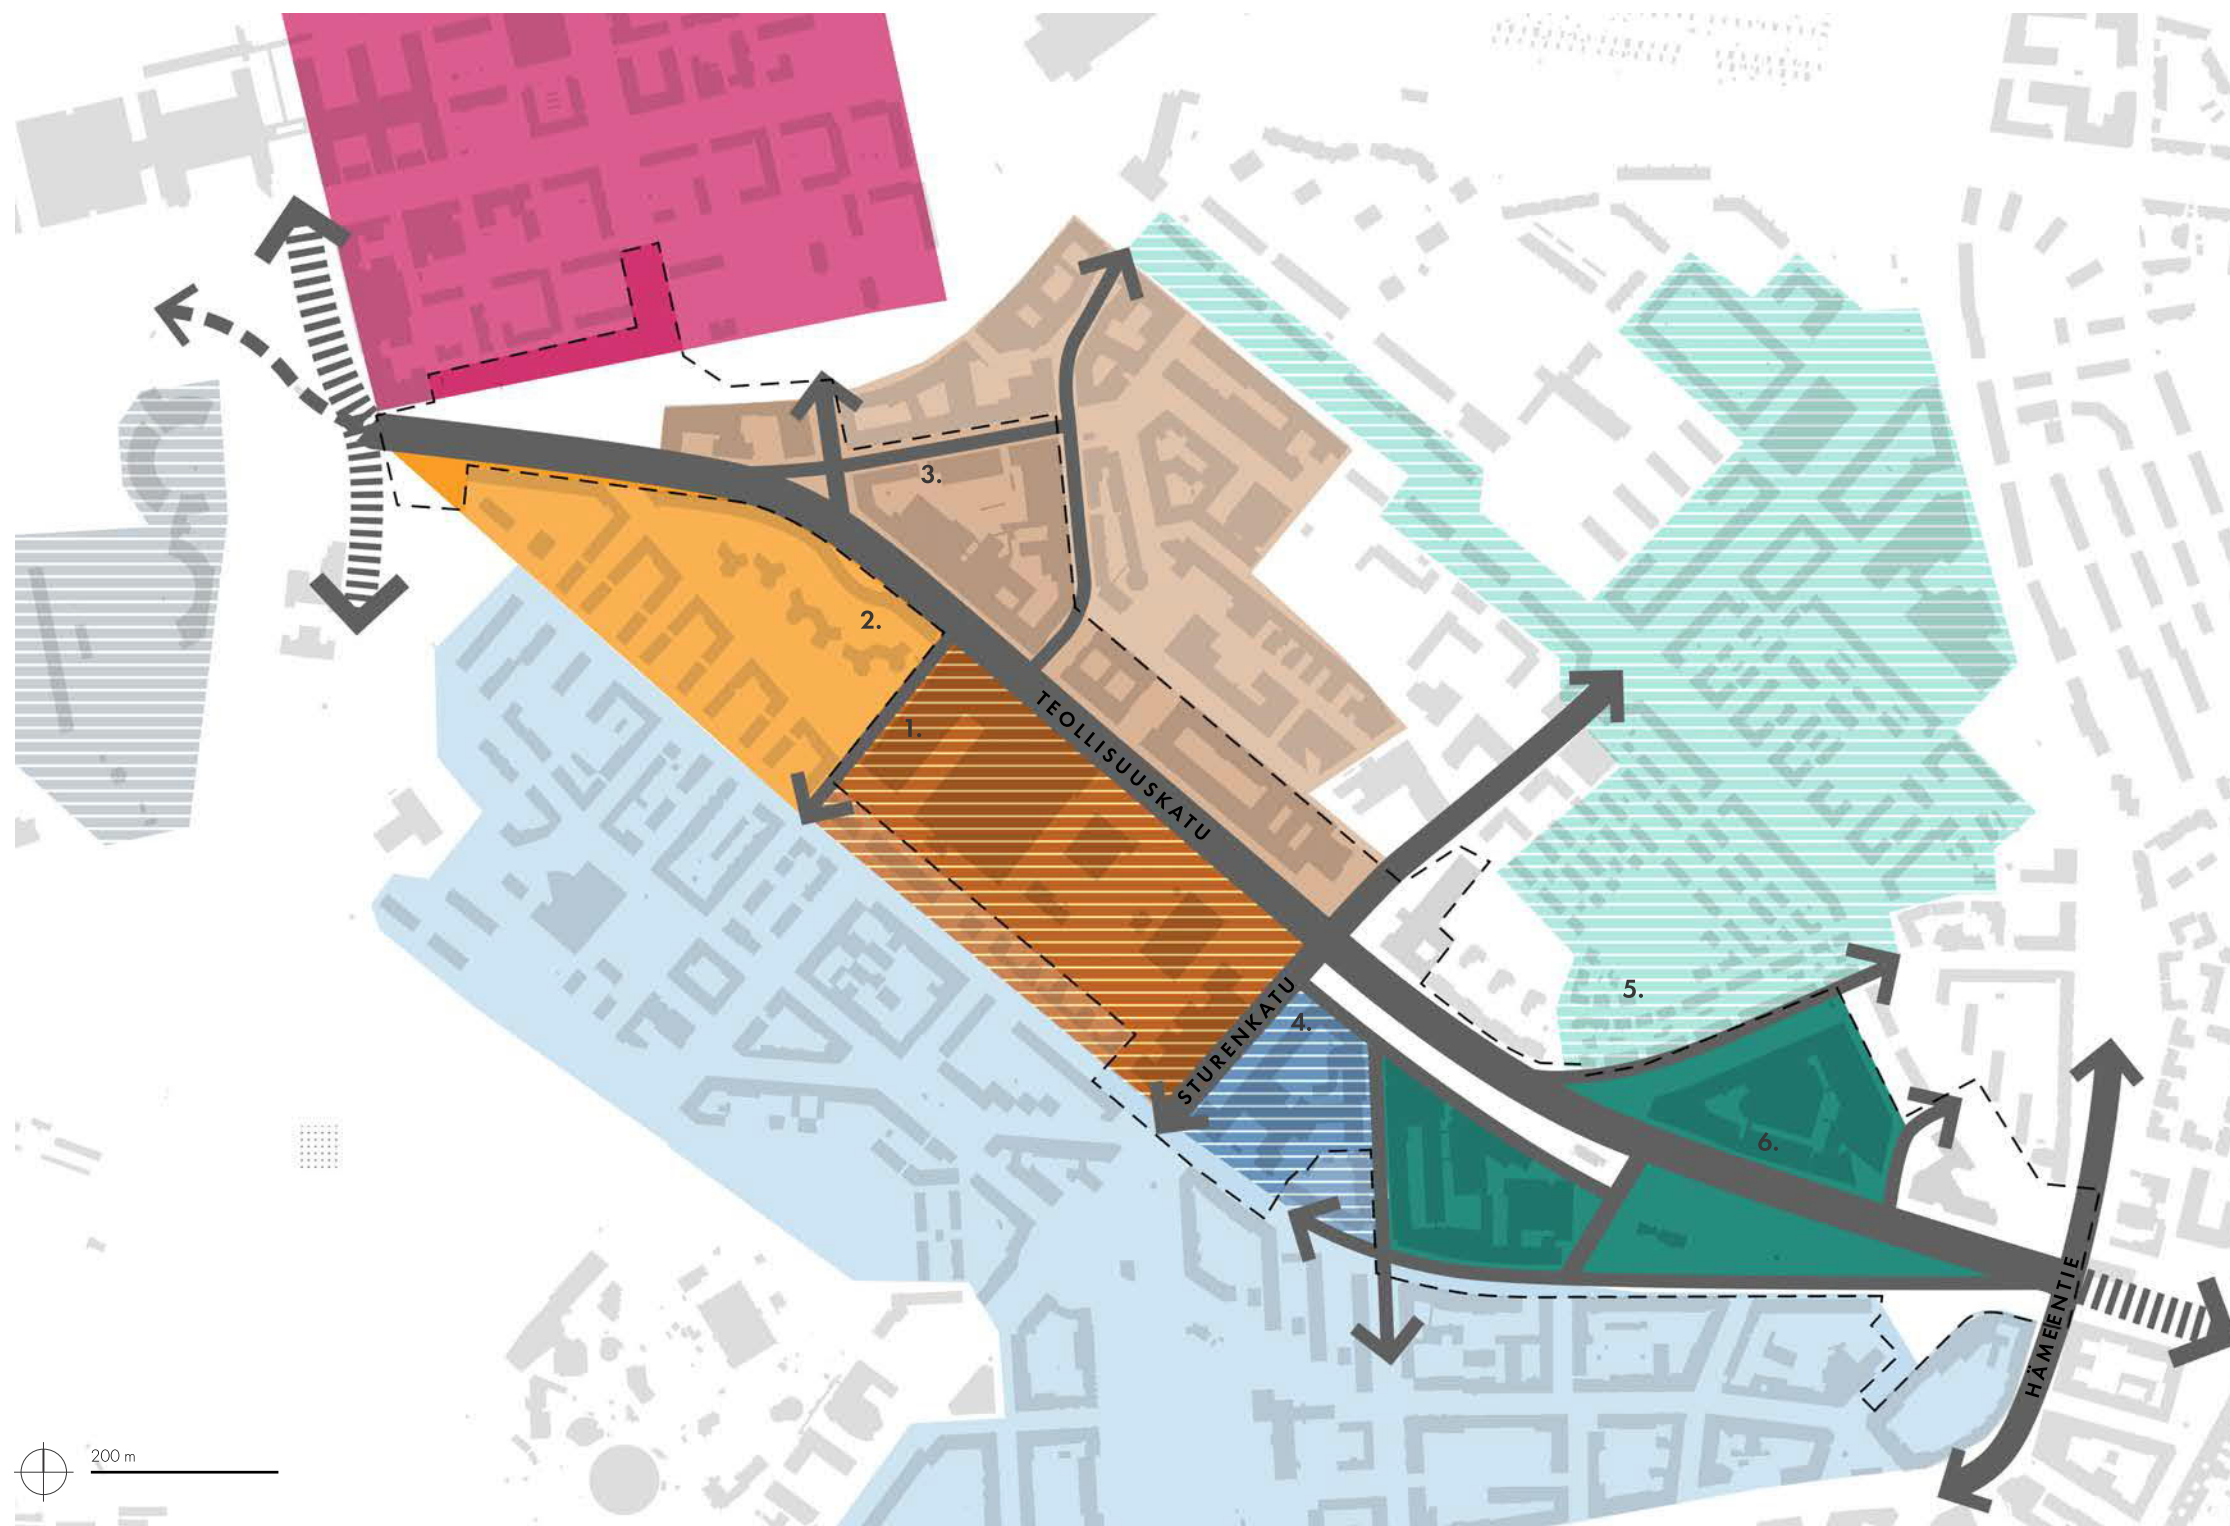 3.
2.
1.
TEOLLISUUSKATU
5.
STURENKATU
4.
6.
HÄMEENTIE
200 m